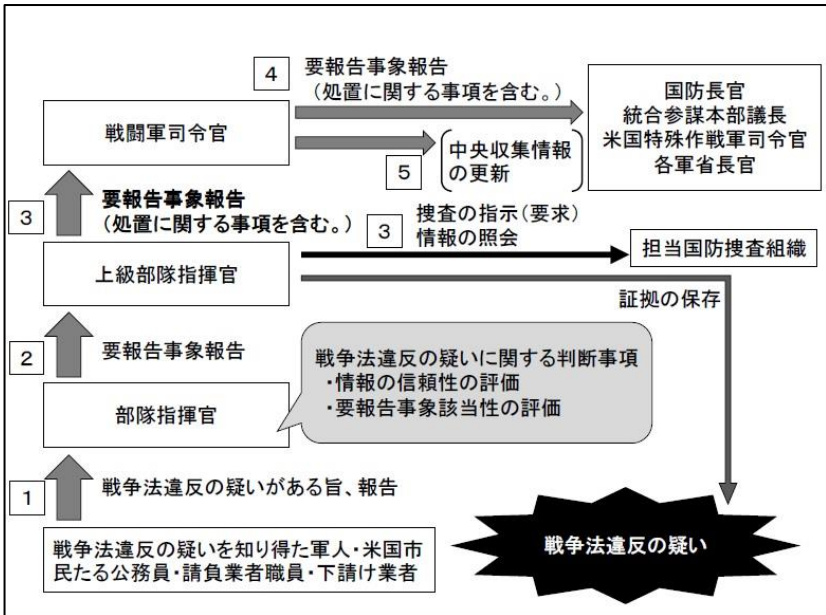 4
要報告事象報告
（処置に関する事項を含む。）
国防長官
統合参謀本部議長
米国特殊作戦軍司令官
各軍省長官
戦闘軍司令官
5
中央収集情報
の更新
3
要報告事象報告
（処置に関する事項を含む。）
3
捜査の指示（要求）
情報の照会
担当国防捜査組織
上級部隊指揮官
証拠の保存
2
要報告事象報告
戦争法違反の疑いに関する判断事項
・情報の信頼性の評価
・要報告事象該当性の評価
部隊指揮官
1
戦争法違反の疑いがある旨、報告
戦争法違反の疑いを知り得た軍人・米国市
民たる公務員・請負業者職員・下請け業者
戦争法違反の疑い